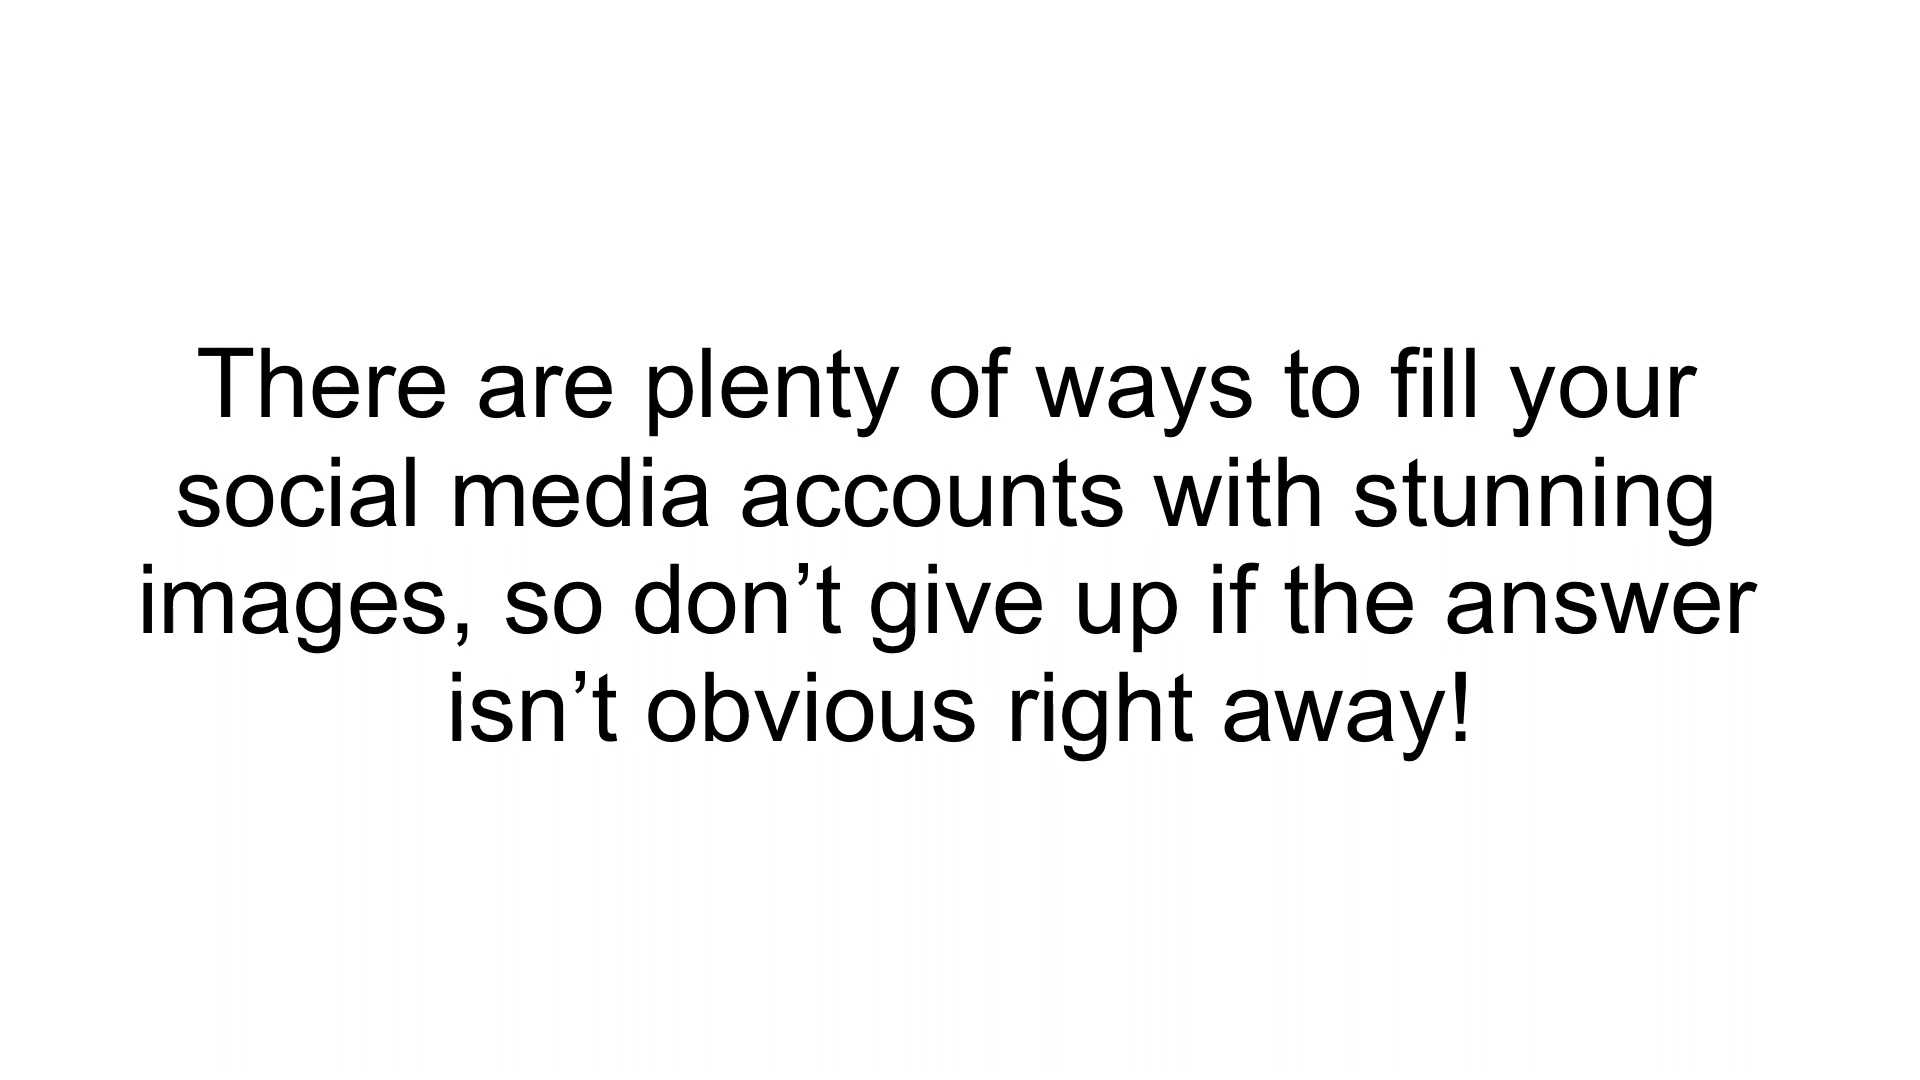 There are plenty of ways to fill your
social media accounts with stunning
images, so don’t give up if the answer
isn’t obvious right away!